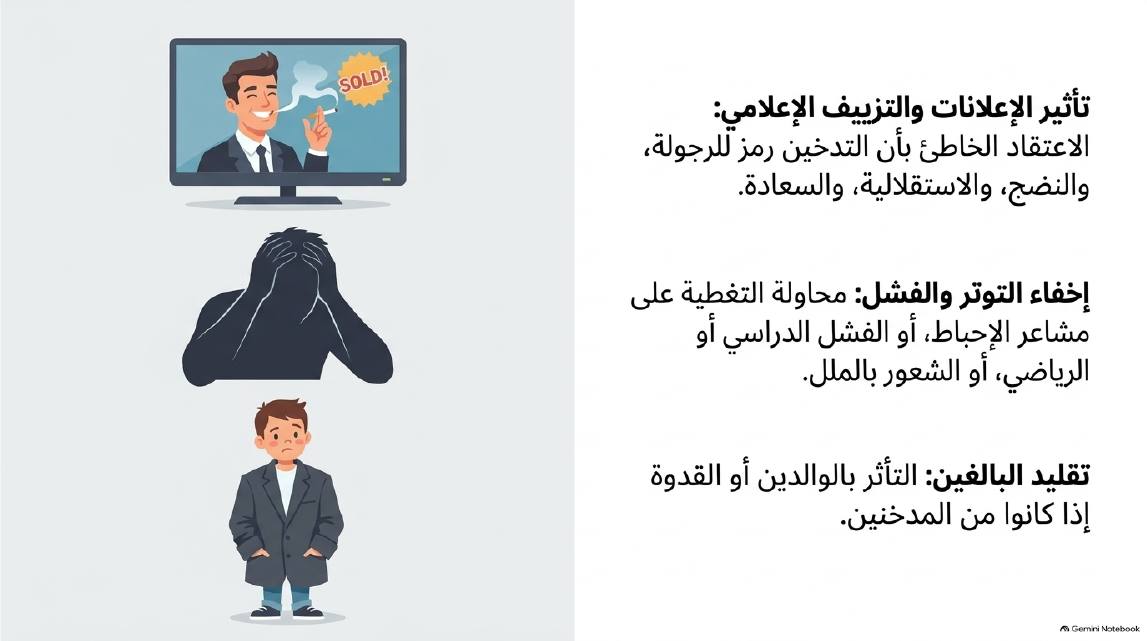 SOLD!
تأثير الإعلانات والتزييف الإعلامي:
الاعتقاد الخاطئ بأن التدخين رمز للرجولة،
والنضج، والاستقلالية، والسعادة.
إخفاء التوتر والفشل: محاولة التغطية على
مشاعر الإحباط، أو الفشل الدراسي أو
الرياضي، أو الشعور بالملل.
تقليد البالغين: التأثر بالوالدين أو القدوة
إذا كانوا من المدخنين.
Gemini Notebook